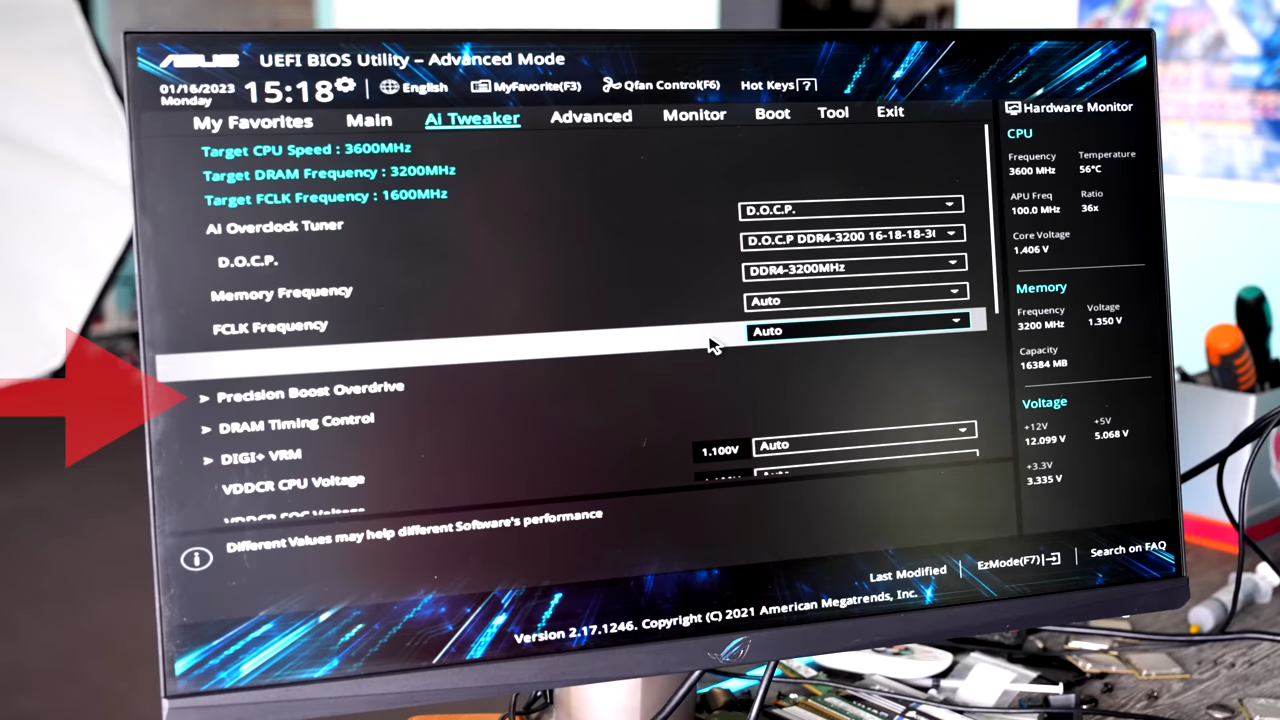 ASUS UEFI BIOS Utility – Advanced Mode
01/16/2023 Monday 15:18 English MyFavorite(F3) Qfan Control(F6) Hot Keys ?
My Favorites Main Ai Tweaker Advanced Monitor Boot Tool Exit
Target CPU Speed : 3600MHz
Target DRAM Frequency : 3200MHz
Target FCLK Frequency : 1600MHz
Ai Overclock Tuner D.O.C.P.
D.O.C.P. D.O.C.P DDR4-3200 16-18-18-3
Memory Frequency DDR4-3200MHz
FCLK Frequency Auto
Auto
> Precision Boost Overdrive
> DRAM Timing Control
> DIGI+ VRM
VDDCR CPU Voltage 1.100V Auto
VDDCR SOC Voltage
Different Values may help different Software's performance
Hardware Monitor
CPU
Frequency Temperature
3600 MHz 56°C
APU Freq Ratio
100.0 MHz 36x
Core Voltage
1.406 V
Memory
Frequency Voltage
3200 MHz 1.350 V
Capacity
16384 MB
Voltage
+12V +5V
12.099 V 5.068 V
+3.3V
3.335 V
Last Modified EzMode(F7) Search on FAQ
Version 2.17.1246. Copyright (C) 2021 American Megatrends, Inc.